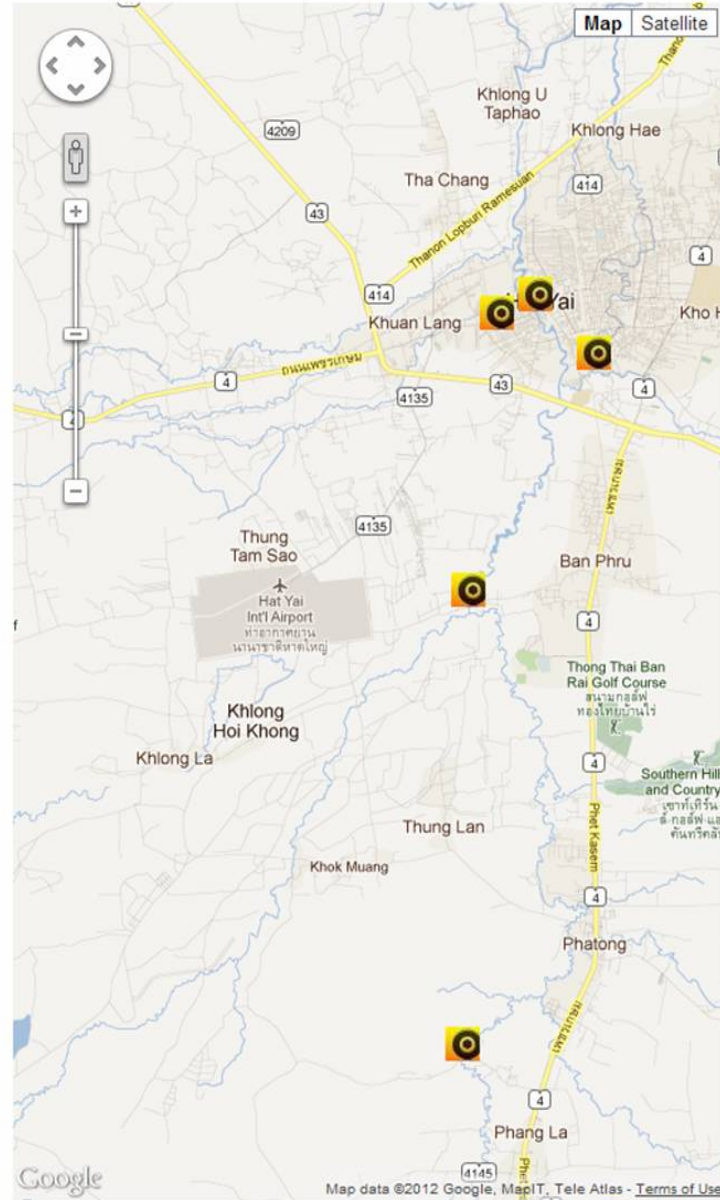 Map Satellite
Thanon
Khlong U
Taphao
Khlong Hae
4209
Tha Chang
414
43
Thanon Lopburi Ramesuan
4
414
Yai
Khuan Lang
Kho H
ถนนเพชรเกษม
4
43
4
4
4135
4135
Thung
Tam Sao
Ban Phru
Hat Yai
Int'l Airport
ท่าอากาศยาน
นานาชาติหาดใหญ่
f
4
Thong Thai Ban
Rai Golf Course
สนามกอล์ฟ
ทองไทยบ้านไร่
Khlong
Hoi Khong
Khlong La
4
Southern Hill
and Country
Thung Lan
Phet Kasem
Khok Muang
4
Phatong
4
Phang La
4145
Phet
Google
Map data ©2012 Google, MapIT, Tele Atlas - Terms of Use